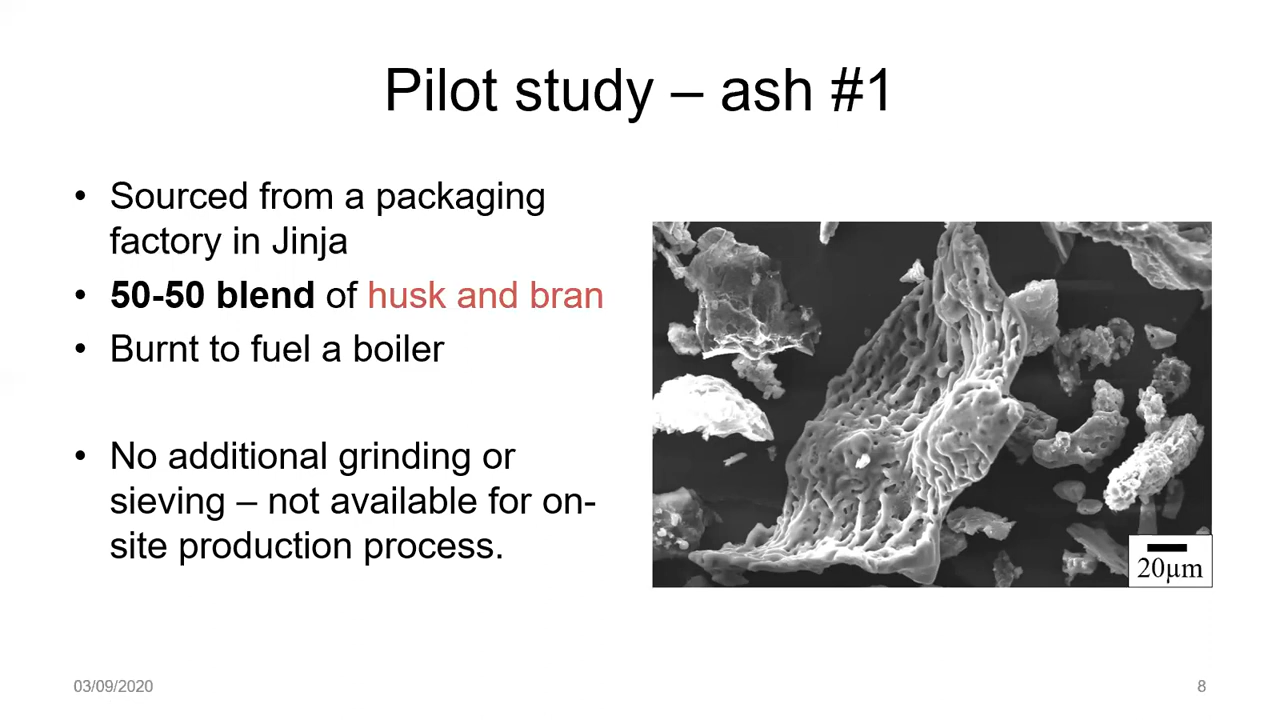 Pilot study – ash #1
• Sourced from a packaging
factory in Jinja
• 50-50 blend of husk and bran
• Burnt to fuel a boiler
• No additional grinding or
sieving – not available for on-
site production process.
20µm
03/09/2020
8